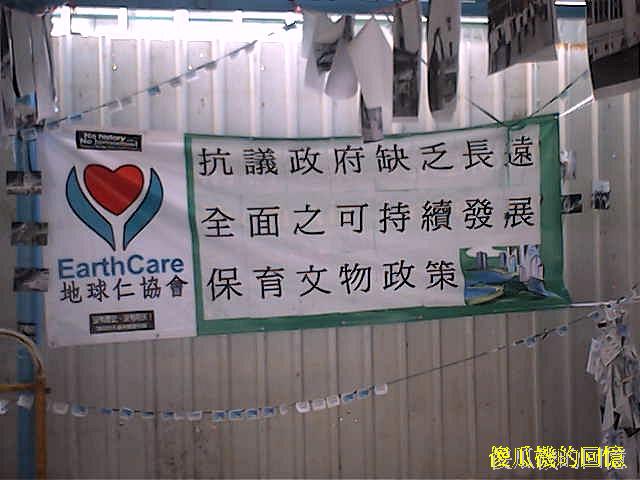 No history
抗議政府缺乏長遠
全面之可持續發展
保育文物政策
EarthCare
地球仁協會
傻瓜機的回憶